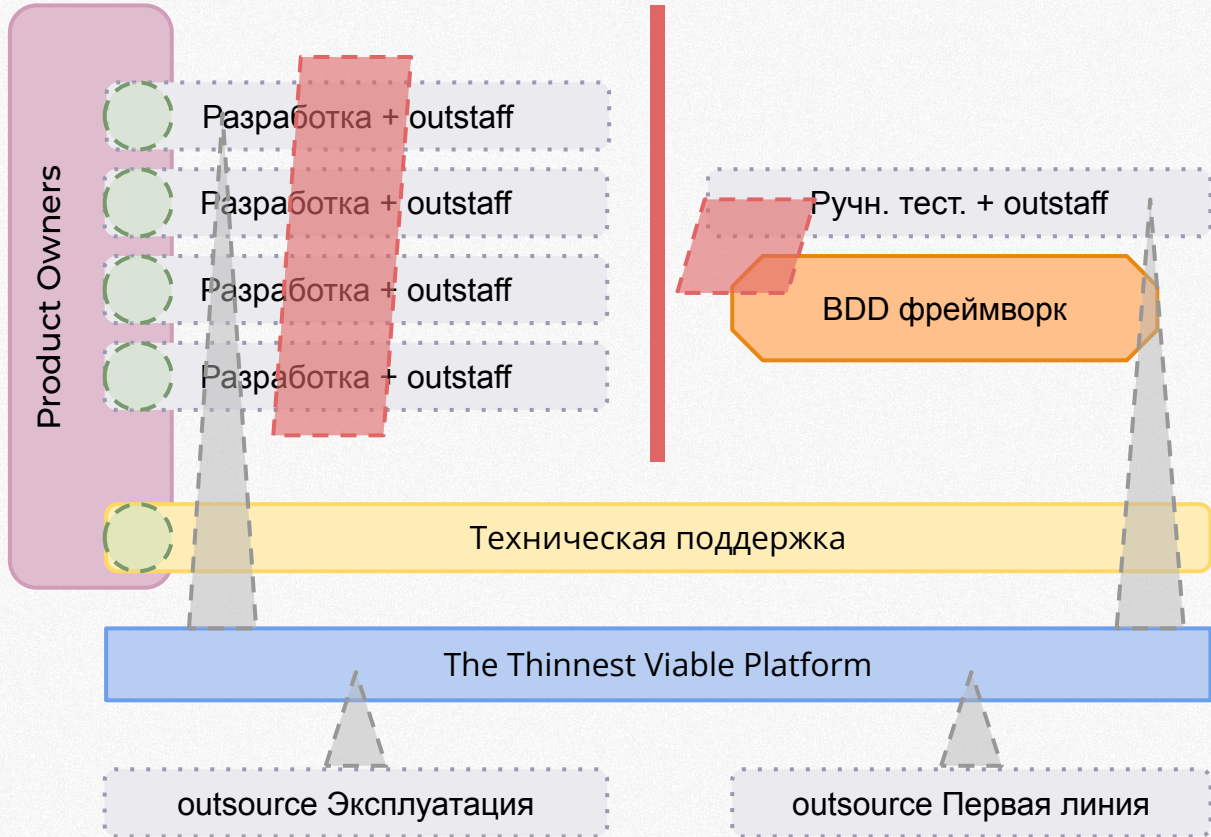 Product Owners
Разработка + outstaff
Разработка + outstaff
Разработка + outstaff
Разработка + outstaff
Ручн. тест. + outstaff
BDD фреймворк
Техническая поддержка
The Thinnest Viable Platform
outsource Эксплуатация
outsource Первая линия